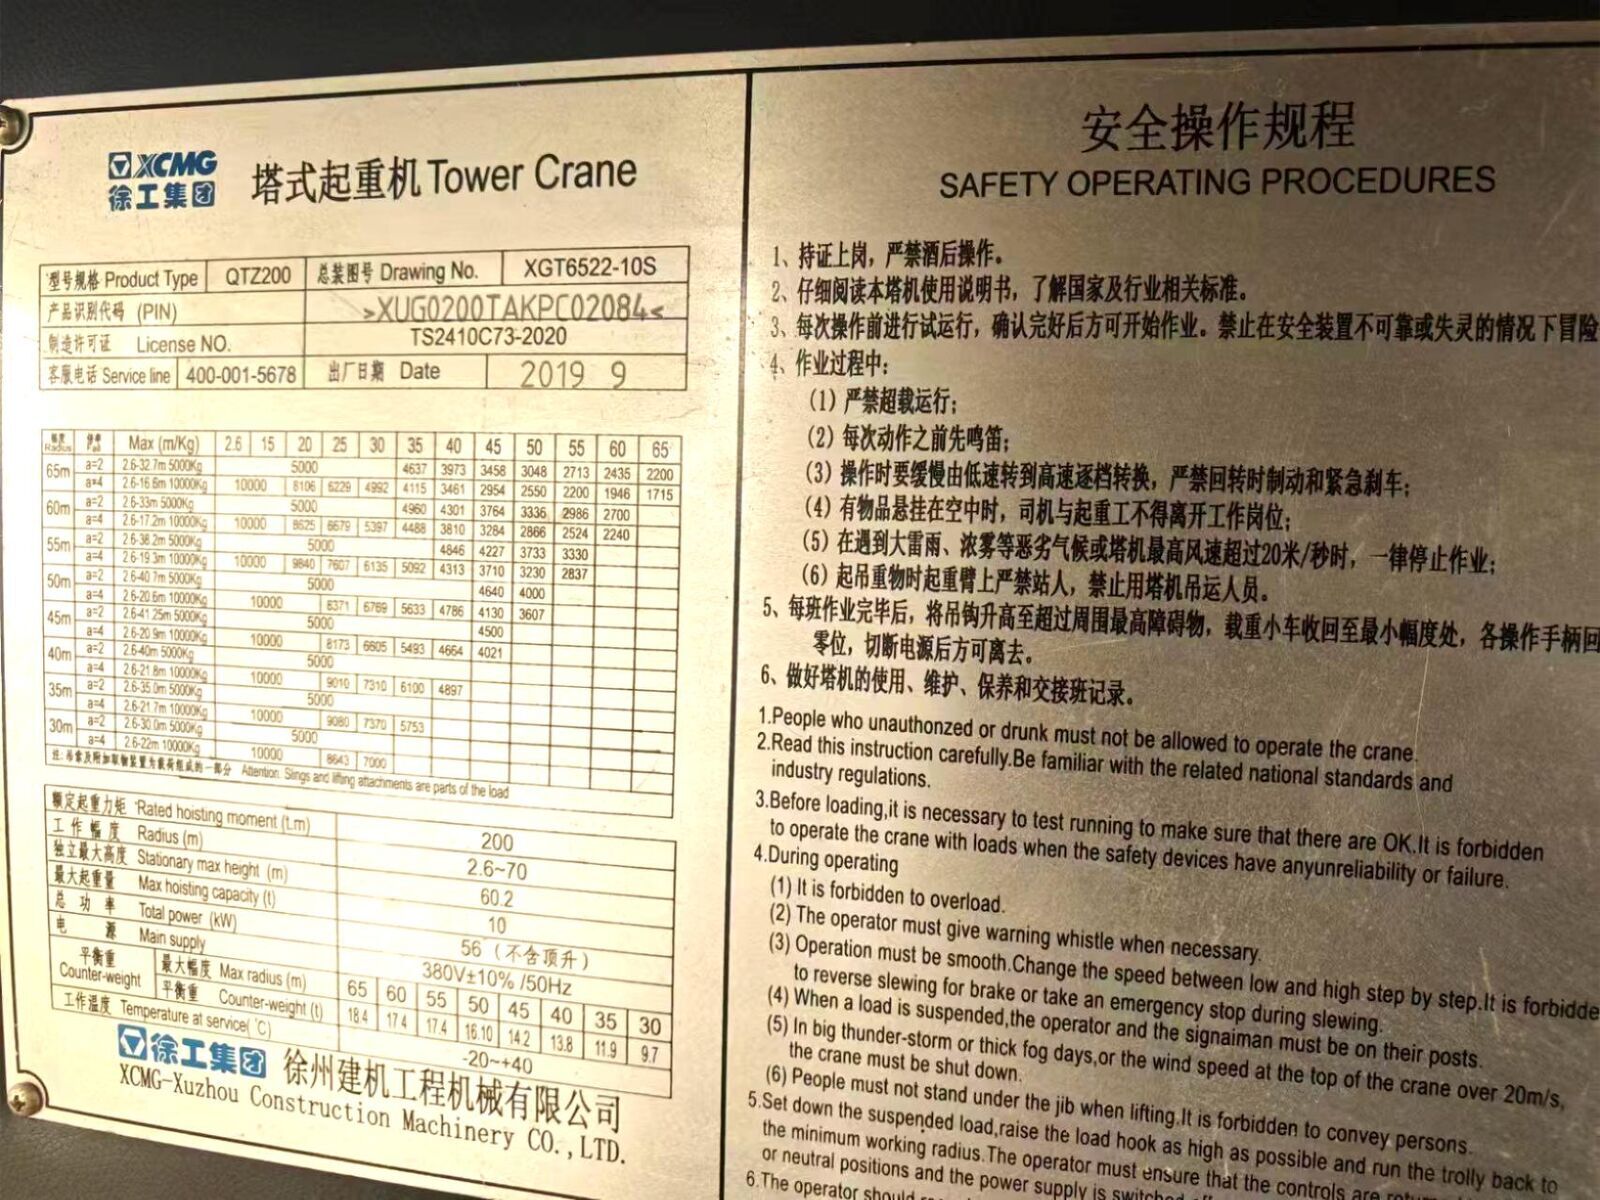 XCMG
徐工集团
塔式起重机 Tower Crane
型号规格 Product Type QTZ200 总装图号 Drawing No. XGT6522-10S
产品识别代码 (PIN) >XUG0200TAKPC02084<
制造许可证 License NO. TS2410C73-2020
客服电话 Service line 400-001-5678 出厂日期 Date 2019 9
幅度 Radius 倍率 Max (m/Kg) 2.6 15 20 25 30 35 40 45 50 55 60 65
65m a=2 2.6-32.7m 5000Kg 5000 4637 3973 3458 3048 2713 2435 2200
a=4 2.6-16.6m 10000Kg 10000 8106 6229 4992 4115 3461 2954 2550 2200 1946 1715
60m a=2 2.6-33m 5000Kg 5000 4960 4301 3764 3336 2986 2700
a=4 2.6-17.2m 10000Kg 10000 8625 6679 5397 4488 3810 3284 2866 2524 2240
55m a=2 2.6-38.2m 5000Kg 5000 4846 4227 3733 3330
a=4 2.6-19.3m 10000Kg 10000 9840 7607 6135 5092 4313 3710 3230 2837
50m a=2 2.6-40.7m 5000Kg 5000 4640 4000
a=4 2.6-20.6m 10000Kg 10000 8371 6769 5633 4786 4130 3607
45m a=2 2.6-41.25m 5000Kg 5000 4500
a=4 2.6-20.9m 10000Kg 10000 8173 6605 5493 4664 4021
40m a=2 2.6-40m 5000Kg 5000
a=4 2.6-21.8m 10000Kg 10000 9010 7310 6100 4897
35m a=2 2.6-35.0m 5000Kg 5000
a=4 2.6-21.7m 10000Kg 10000 9080 7370 5753
30m a=2 2.6-30.0m 5000Kg 5000
a=4 2.6-22m 10000Kg 10000 8643 7000
注:吊索及附加取物装置为载荷组成的一部分 Attention. Slings and lifting attachments are parts of the load
额定起重力矩 Rated hoisting moment (t.m) 200
工作幅度 Radius (m) 2.6~70
独立最大高度 Stationary max height (m) 60.2
最大起重量 Max hoisting capacity (t) 10
总功率 Total power (kW) 56（不含顶升）
电源 Main supply 380V±10% /50Hz
平衡重 Counter-weight 最大幅度 Max radius (m) 65 60 55 50 45 40 35 30
平衡重 Counter-weight (t) 18.4 17.4 17.4 16.10 14.2 13.8 11.9 9.7
工作温度 Temperature at service(℃) -20~+40
徐工集团 徐州建机工程机械有限公司
XCMG-Xuzhou Construction Machinery CO.,LTD.
安全操作规程
SAFETY OPERATING PROCEDURES
1、持证上岗，严禁酒后操作。
2、仔细阅读本塔机使用说明书，了解国家及行业相关标准。
3、每次操作前进行试运行，确认完好后方可开始作业。禁止在安全装置不可靠或失灵的情况下冒险
4、作业过程中:
(1) 严禁超载运行;
(2) 每次动作之前先鸣笛;
(3) 操作时要缓慢由低速转到高速逐档转换，严禁回转时制动和紧急刹车;
(4) 有物品悬挂在空中时，司机与起重工不得离开工作岗位;
(5) 在遇到大雷雨、浓雾等恶劣气候或塔机最高风速超过20米/秒时，一律停止作业;
(6) 起吊重物时起重臂上严禁站人，禁止用塔机吊运人员。
5、每班作业完毕后，将吊钩升高至超过周围最高障碍物，载重小车收回至最小幅度处，各操作手柄回
零位，切断电源后方可离去。
6、做好塔机的使用、维护、保养和交接班记录。
1.People who unauthonzed or drunk must not be allowed to operate the crane.
2.Read this instruction carefully.Be familiar with the related national standards and
industry regulations.
3.Before loading,it is necessary to test running to make sure that there are OK.It is forbidden
to operate the crane with loads when the safety devices have anyunreliability or failure.
4.During operating
(1) It is forbidden to overload.
(2) The operator must give warning whistle when necessary.
(3) Operation must be smooth.Change the speed between low and high step by step.It is forbidde
to reverse slewing for brake or take an emergency stop during slewing.
(4) When a load is suspended,the operator and the signaiman must be on their posts.
(5) In big thunder-storm or thick fog days,or the wind speed at the top of the crane over 20m/s,
the crane must be shut down.
(6) People must not stand under the jib when lifting.It is forbidden to convey persons.
5.Set down the suspended load,raise the load hook as high as possible and run the trolly back to
the minimum working radius.The operator must ensure that the controls are
or neutral positions and the power supply is switched
6.The operator should